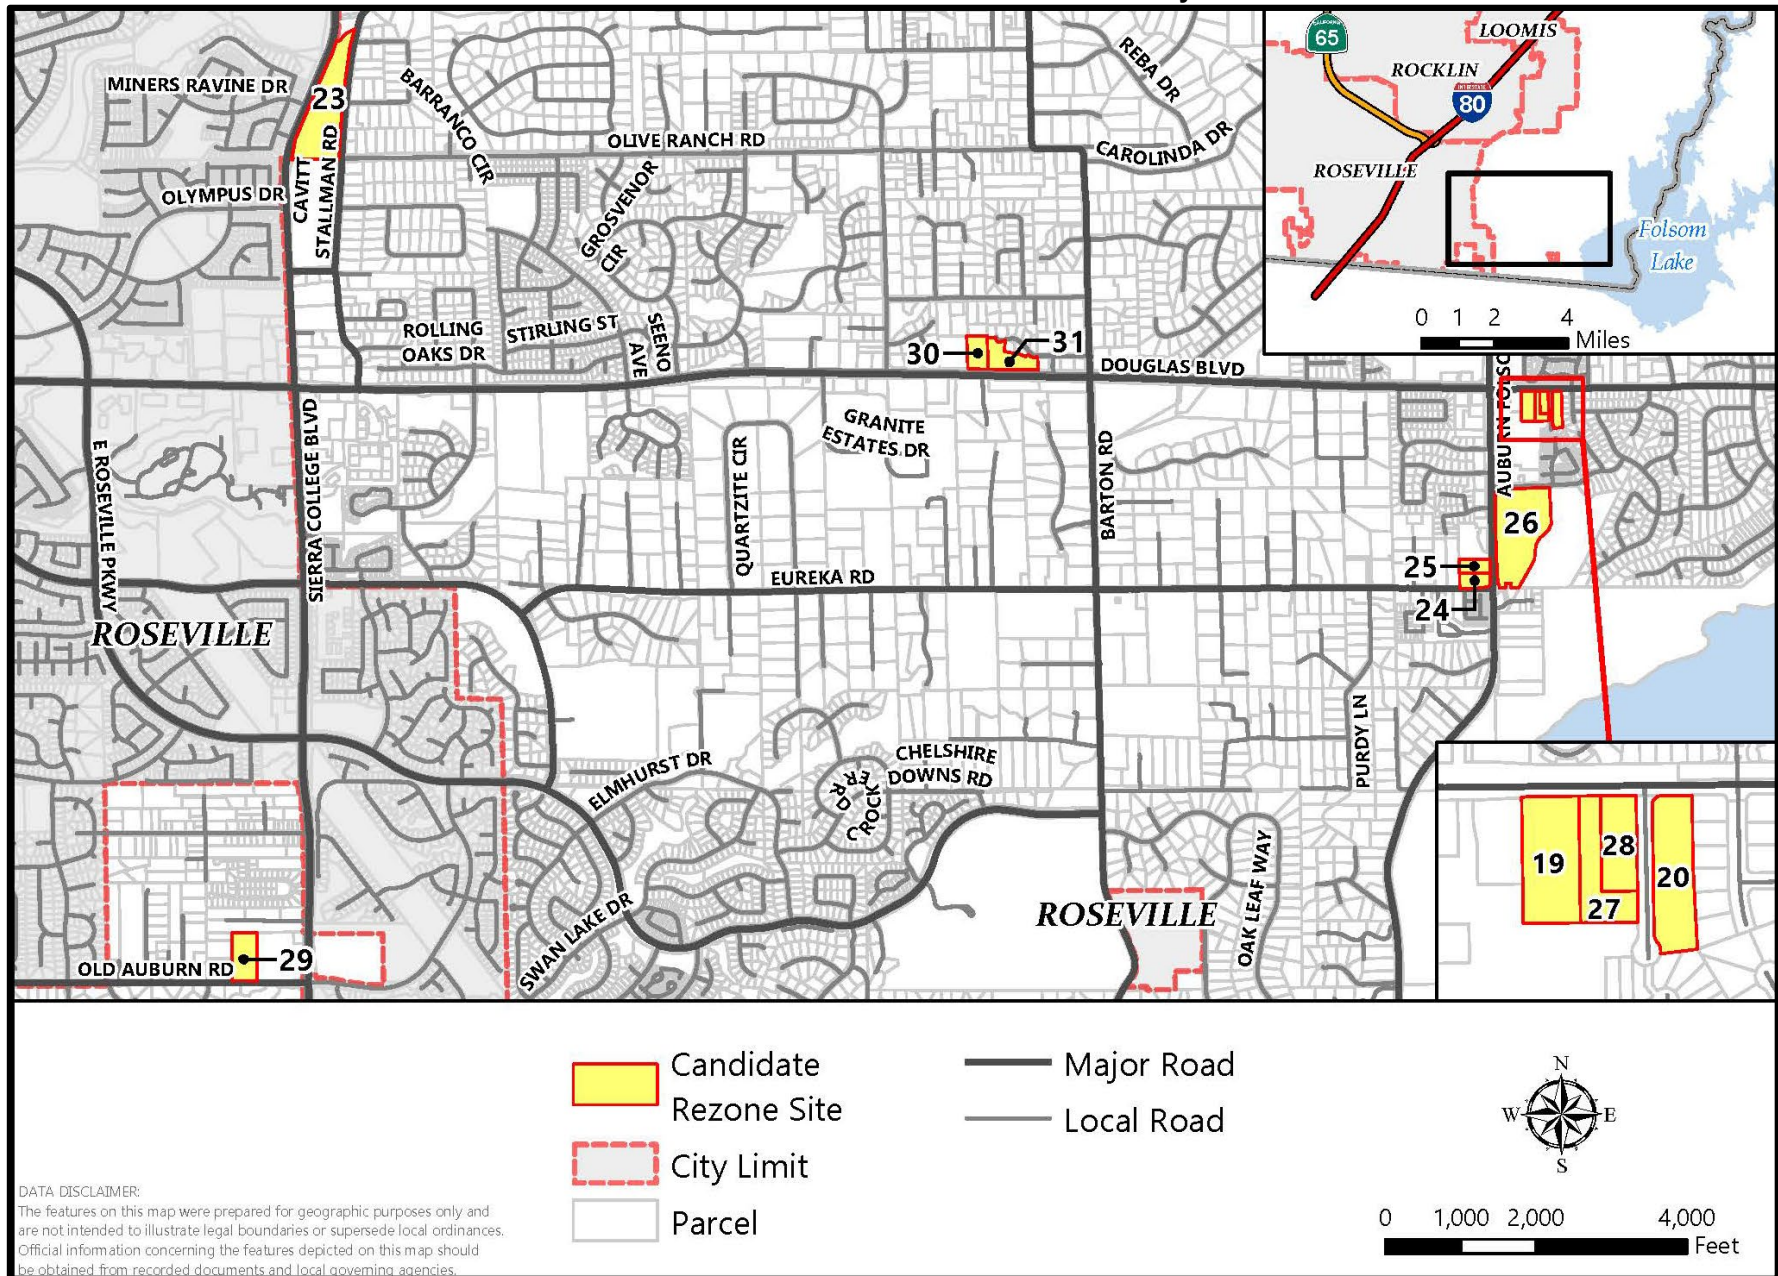 65
LOOMIS
ROCKLIN
INTERSTATE
80
ROSEVILLE
Folsom
Lake
0 1 2 4
Miles
MINERS RAVINE DR
23
BARRANCO CIR
REBA DR
OLIVE RANCH RD
CAROLINDA DR
OLYMPUS DR
CAVITT
STALLMAN RD
GROSVENOR
CIR
ROLLING
OAKS DR
STIRLING ST
SEENO
AVE
30
31
DOUGLAS BLVD
GRANITE
ESTATES DR
E ROSEVILLE PKWY
SIERRA COLLEGE BLVD
QUARTZITE CIR
BARTON RD
26
25
24
EUREKA RD
ROSEVILLE
PURDY LN
ELMHURST DR
CHELSHIRE
DOWNS RD
CROCKER
DR
19
28
20
27
SWAN LAKE DR
ROSEVILLE
OAK LEAF WAY
OLD AUBURN RD
29
Candidate
Rezone Site
City Limit
Parcel
Major Road
Local Road
N
W E
S
0 1,000 2,000 4,000
Feet
DATA DISCLAIMER:
The features on this map were prepared for geographic purposes only and
are not intended to illustrate legal boundaries or supersede local ordinances.
Official information concerning the features depicted on this map should
be obtained from recorded documents and local governing agencies.